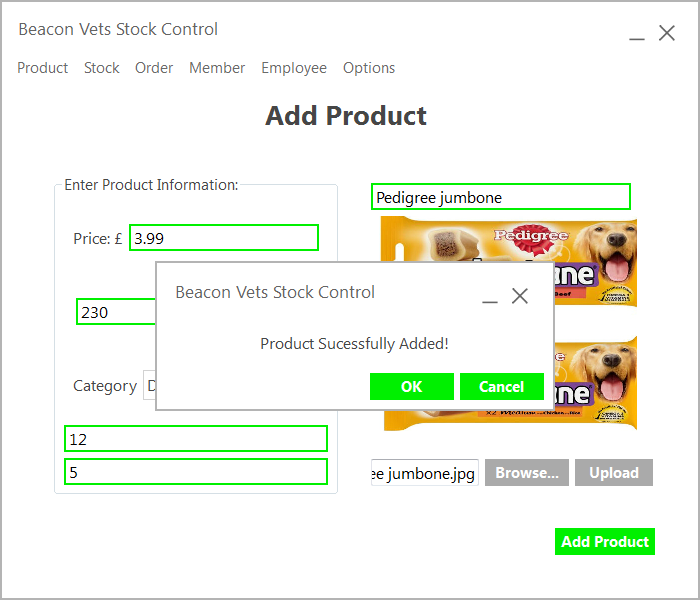 Beacon Vets Stock Control
Product Stock Order Member Employee Options
Add Product
Enter Product Information:
Price: £ 3.99
230
Category D
12
5
Pedigree jumbone
Pedigree
Beef
Beacon Vets Stock Control
Product Sucessfully Added!
OK Cancel
ne
x2 Medium
ee jumbone.jpg Browse... Upload
Add Product